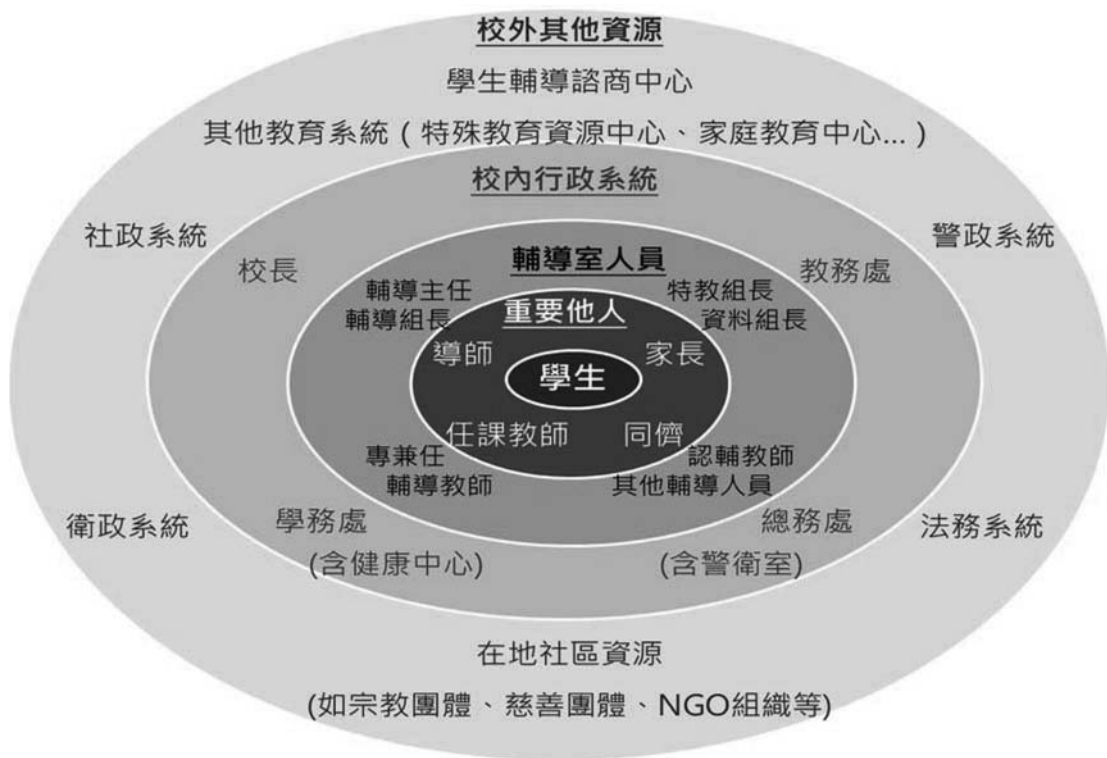 校外其他資源
學生輔導諮商中心
其他教育系統（特殊教育資源中心、家庭教育中心...）
校內行政系統
社政系統
警政系統
校長
教務處
輔導室人員
輔導主任
輔導組長
特教組長
資料組長
重要他人
導師
家長
學生
任課教師
同儕
專兼任
輔導教師
認輔教師
其他輔導人員
衛政系統
法務系統
學務處
(含健康中心)
總務處
(含警衛室)
在地社區資源
(如宗教團體、慈善團體、NGO組織等)